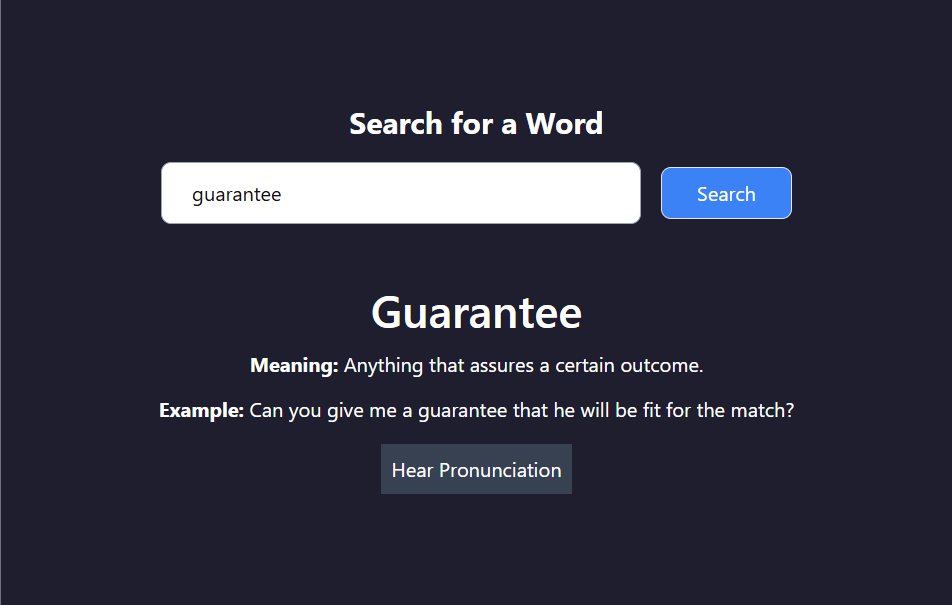 Search for a Word
guarantee
Search
Guarantee
Meaning: Anything that assures a certain outcome.
Example: Can you give me a guarantee that he will be fit for the match?
Hear Pronunciation